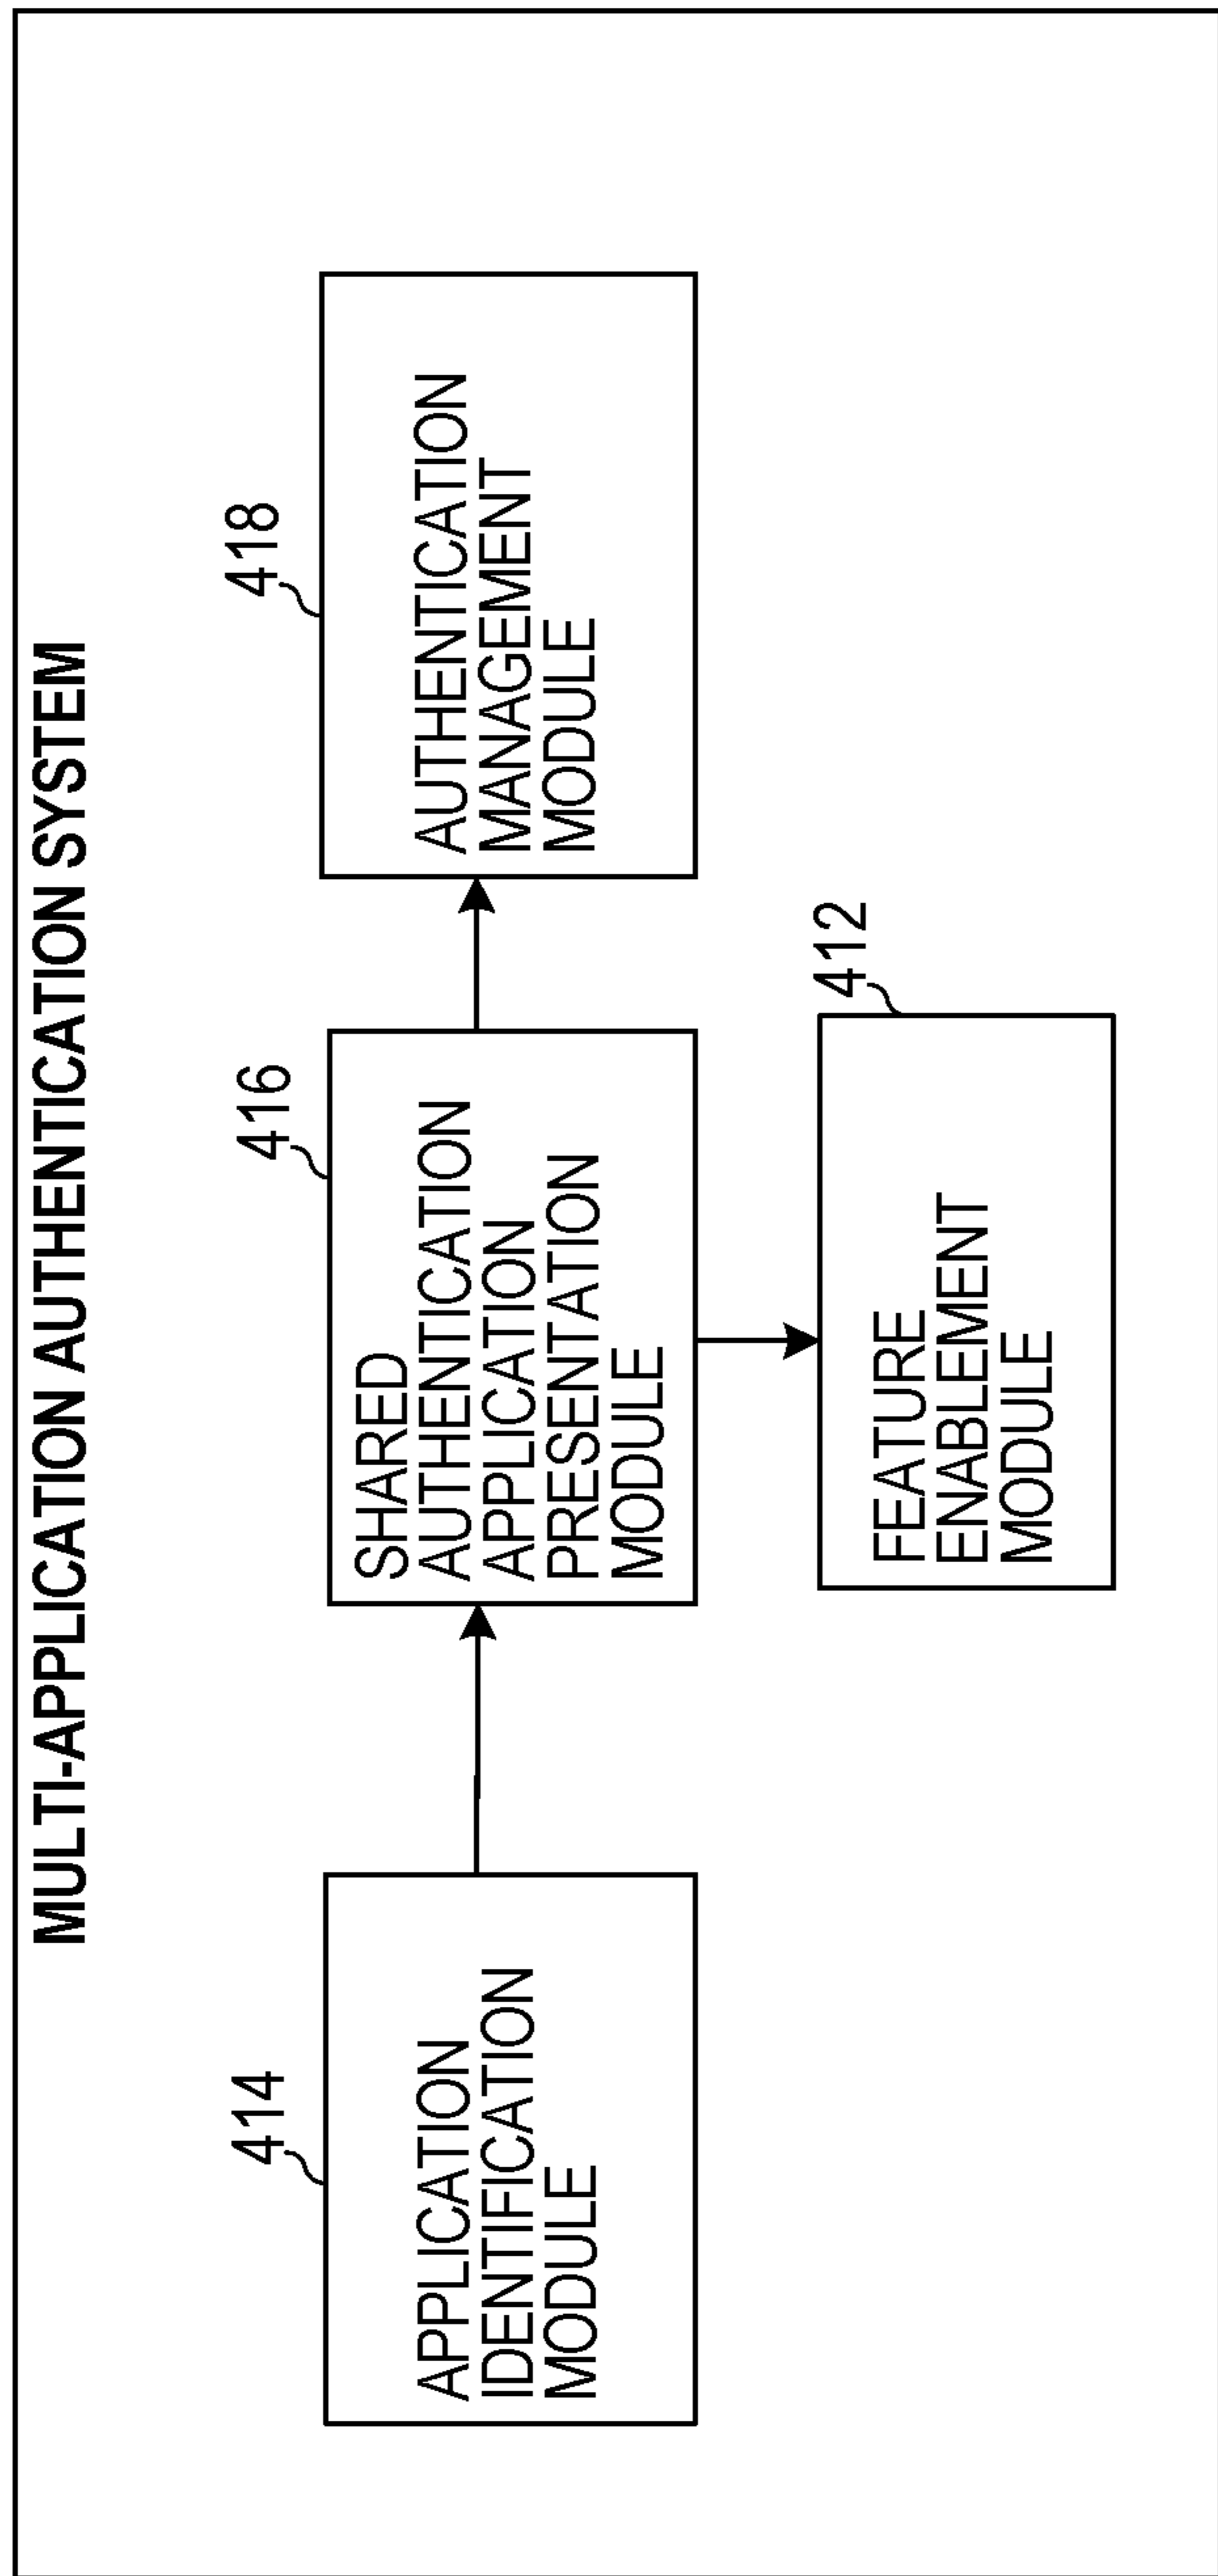 MULTI-APPLICATION AUTHENTICATION SYSTEM
414
APPLICATION
IDENTIFICATION
MODULE
416
SHARED
AUTHENTICATION
APPLICATION
PRESENTATION
MODULE
418
AUTHENTICATION
MANAGEMENT
MODULE
412
FEATURE
ENABLEMENT
MODULE